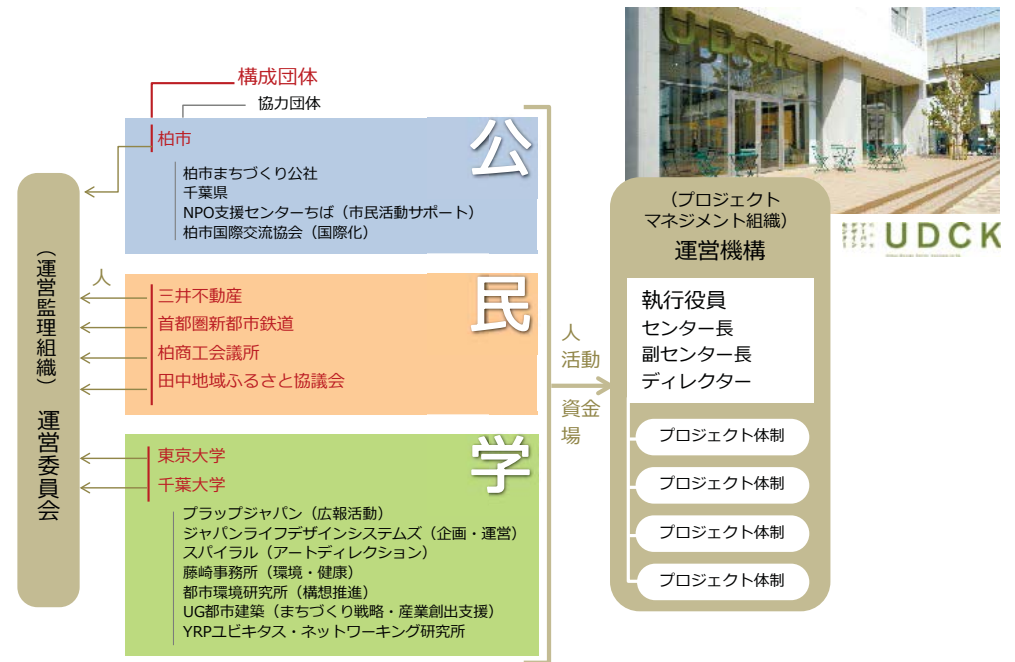 構成団体
協力団体
公
柏市
柏市まちづくり公社
千葉県
NPO支援センターちば（市民活動サポート）
柏市国際交流協会（国際化）
（運営監理組織） 運営委員会
人
民
三井不動産
首都圏新都市鉄道
柏商工会議所
田中地域ふるさと協議会
学
東京大学
千葉大学
プラップジャパン（広報活動）
ジャパンライフデザインシステムズ（企画・運営）
スパイラル（アートディレクション）
藤崎事務所（環境・健康）
都市環境研究所（構想推進）
UG都市建築（まちづくり戦略・産業創出支援）
YRPユビキタス・ネットワーキング研究所
人
活動
資金
場
UDCK
UDCK
（プロジェクト
マネジメント組織）
運営機構
執行役員
センター長
副センター長
ディレクター
プロジェクト体制
プロジェクト体制
プロジェクト体制
プロジェクト体制